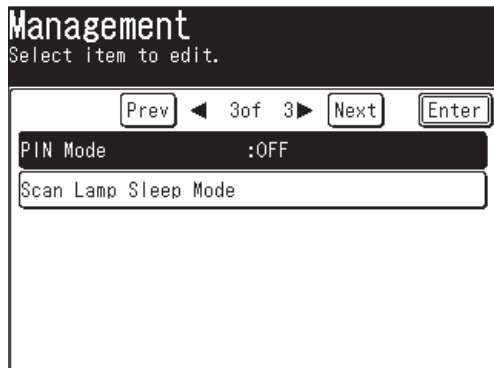 Management
Select item to edit.
Prev ◀ 3of 3▶ Next Enter
PIN Mode :OFF
Scan Lamp Sleep Mode